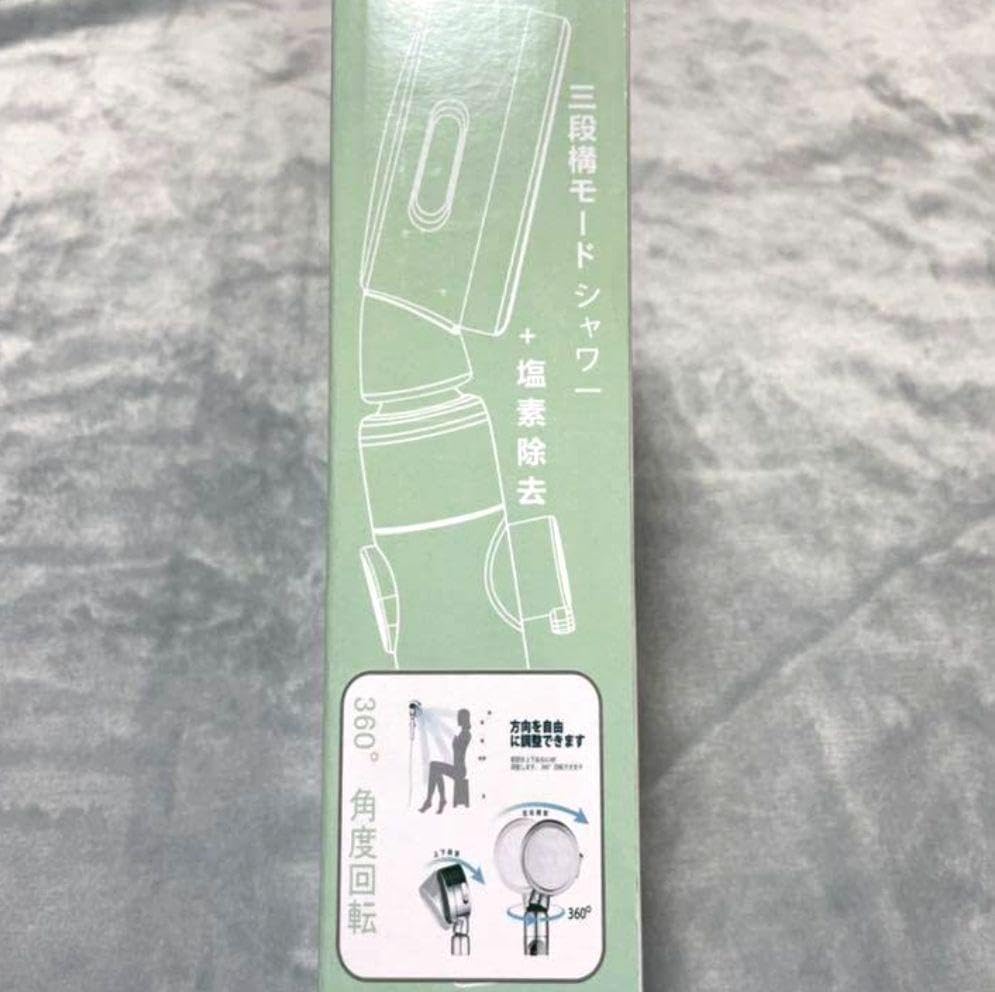 三段構モード シャワー
+塩素除去
360° 角度回転
方向を自由
に調整できます
360°